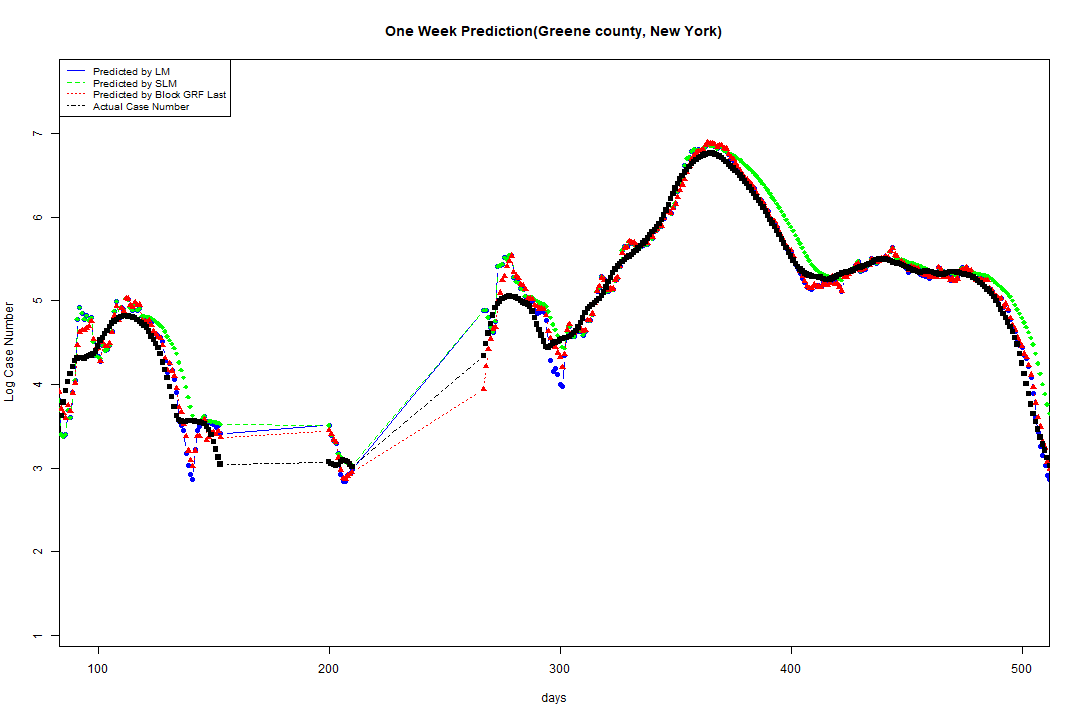 One Week Prediction(Greene county, New York)
Predicted by LM
Predicted by SLM
Predicted by Block GRF Last
Actual Case Number
Log Case Number
7
6
5
4
3
2
1
100
200
300
400
500
days